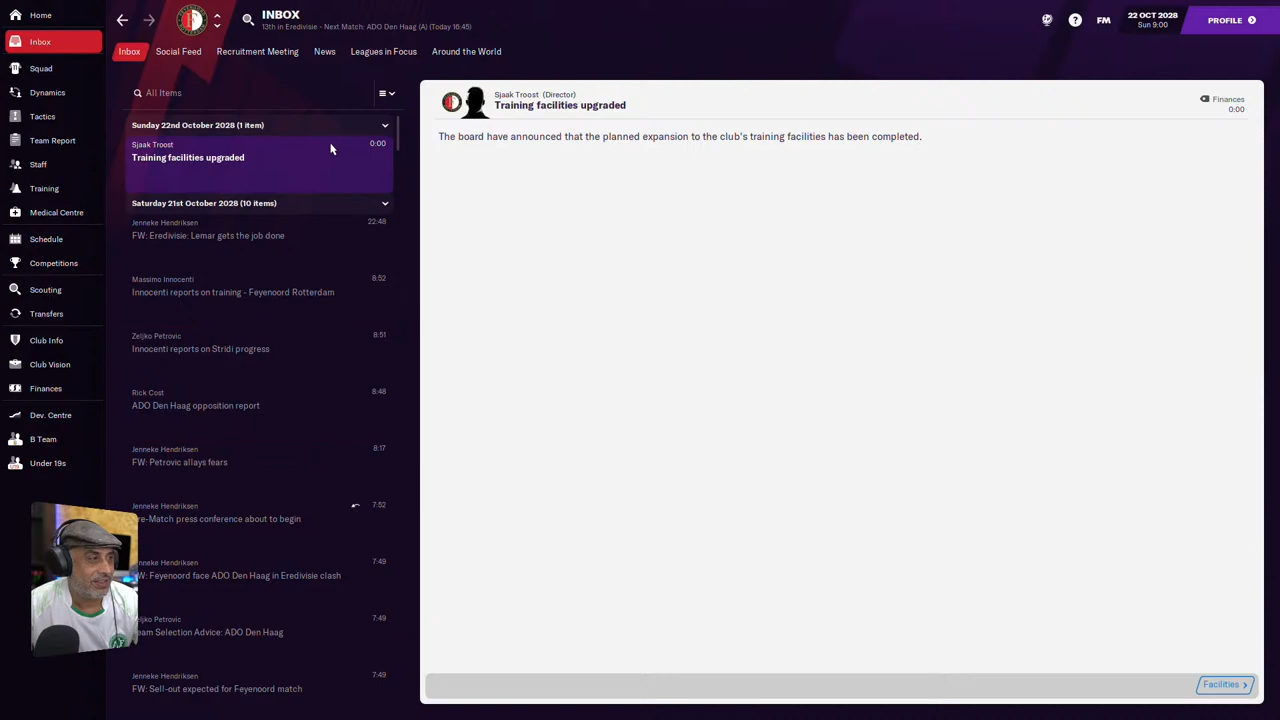 Home
Inbox
Squad
Dynamics
Tactics
Team Report
Staff
Training
Medical Centre
Schedule
Competitions
Scouting
Transfers
Club Info
Club Vision
Finances
Dev. Centre
B Team
Under 19s
INBOX
13th in Eredivisie - Next Match: ADO Den Haag (A) (Today 16:45)
?
FM
22 OCT 2028
Sun 9:00
PROFILE
Inbox
Social Feed
Recruitment Meeting
News
Leagues in Focus
Around the World
All Items
Sunday 22nd October 2028 (1 item)
Sjaak Troost 0:00
Training facilities upgraded
Saturday 21st October 2028 (10 items)
Jenneke Hendriksen 22:48
FW: Eredivisie: Lemar gets the job done
Massimo Innocenti 8:52
Innocenti reports on training - Feyenoord Rotterdam
Zeljko Petrovic 8:51
Innocenti reports on Stridi progress
Rick Cost 8:48
ADO Den Haag opposition report
Jenneke Hendriksen 8:17
FW: Petrovic allays fears
Jenneke Hendriksen 7:52
re-Match press conference about to begin
nneke Hendriksen 7:49
W: Feyenoord face ADO Den Haag in Eredivisie clash
eljko Petrovic 7:49
eam Selection Advice: ADO Den Haag
Jenneke Hendriksen 7:49
FW: Sell-out expected for Feyenoord match
Sjaak Troost (Director)
Training facilities upgraded
Finances
0:00
The board have announced that the planned expansion to the club's training facilities has been completed.
Facilities